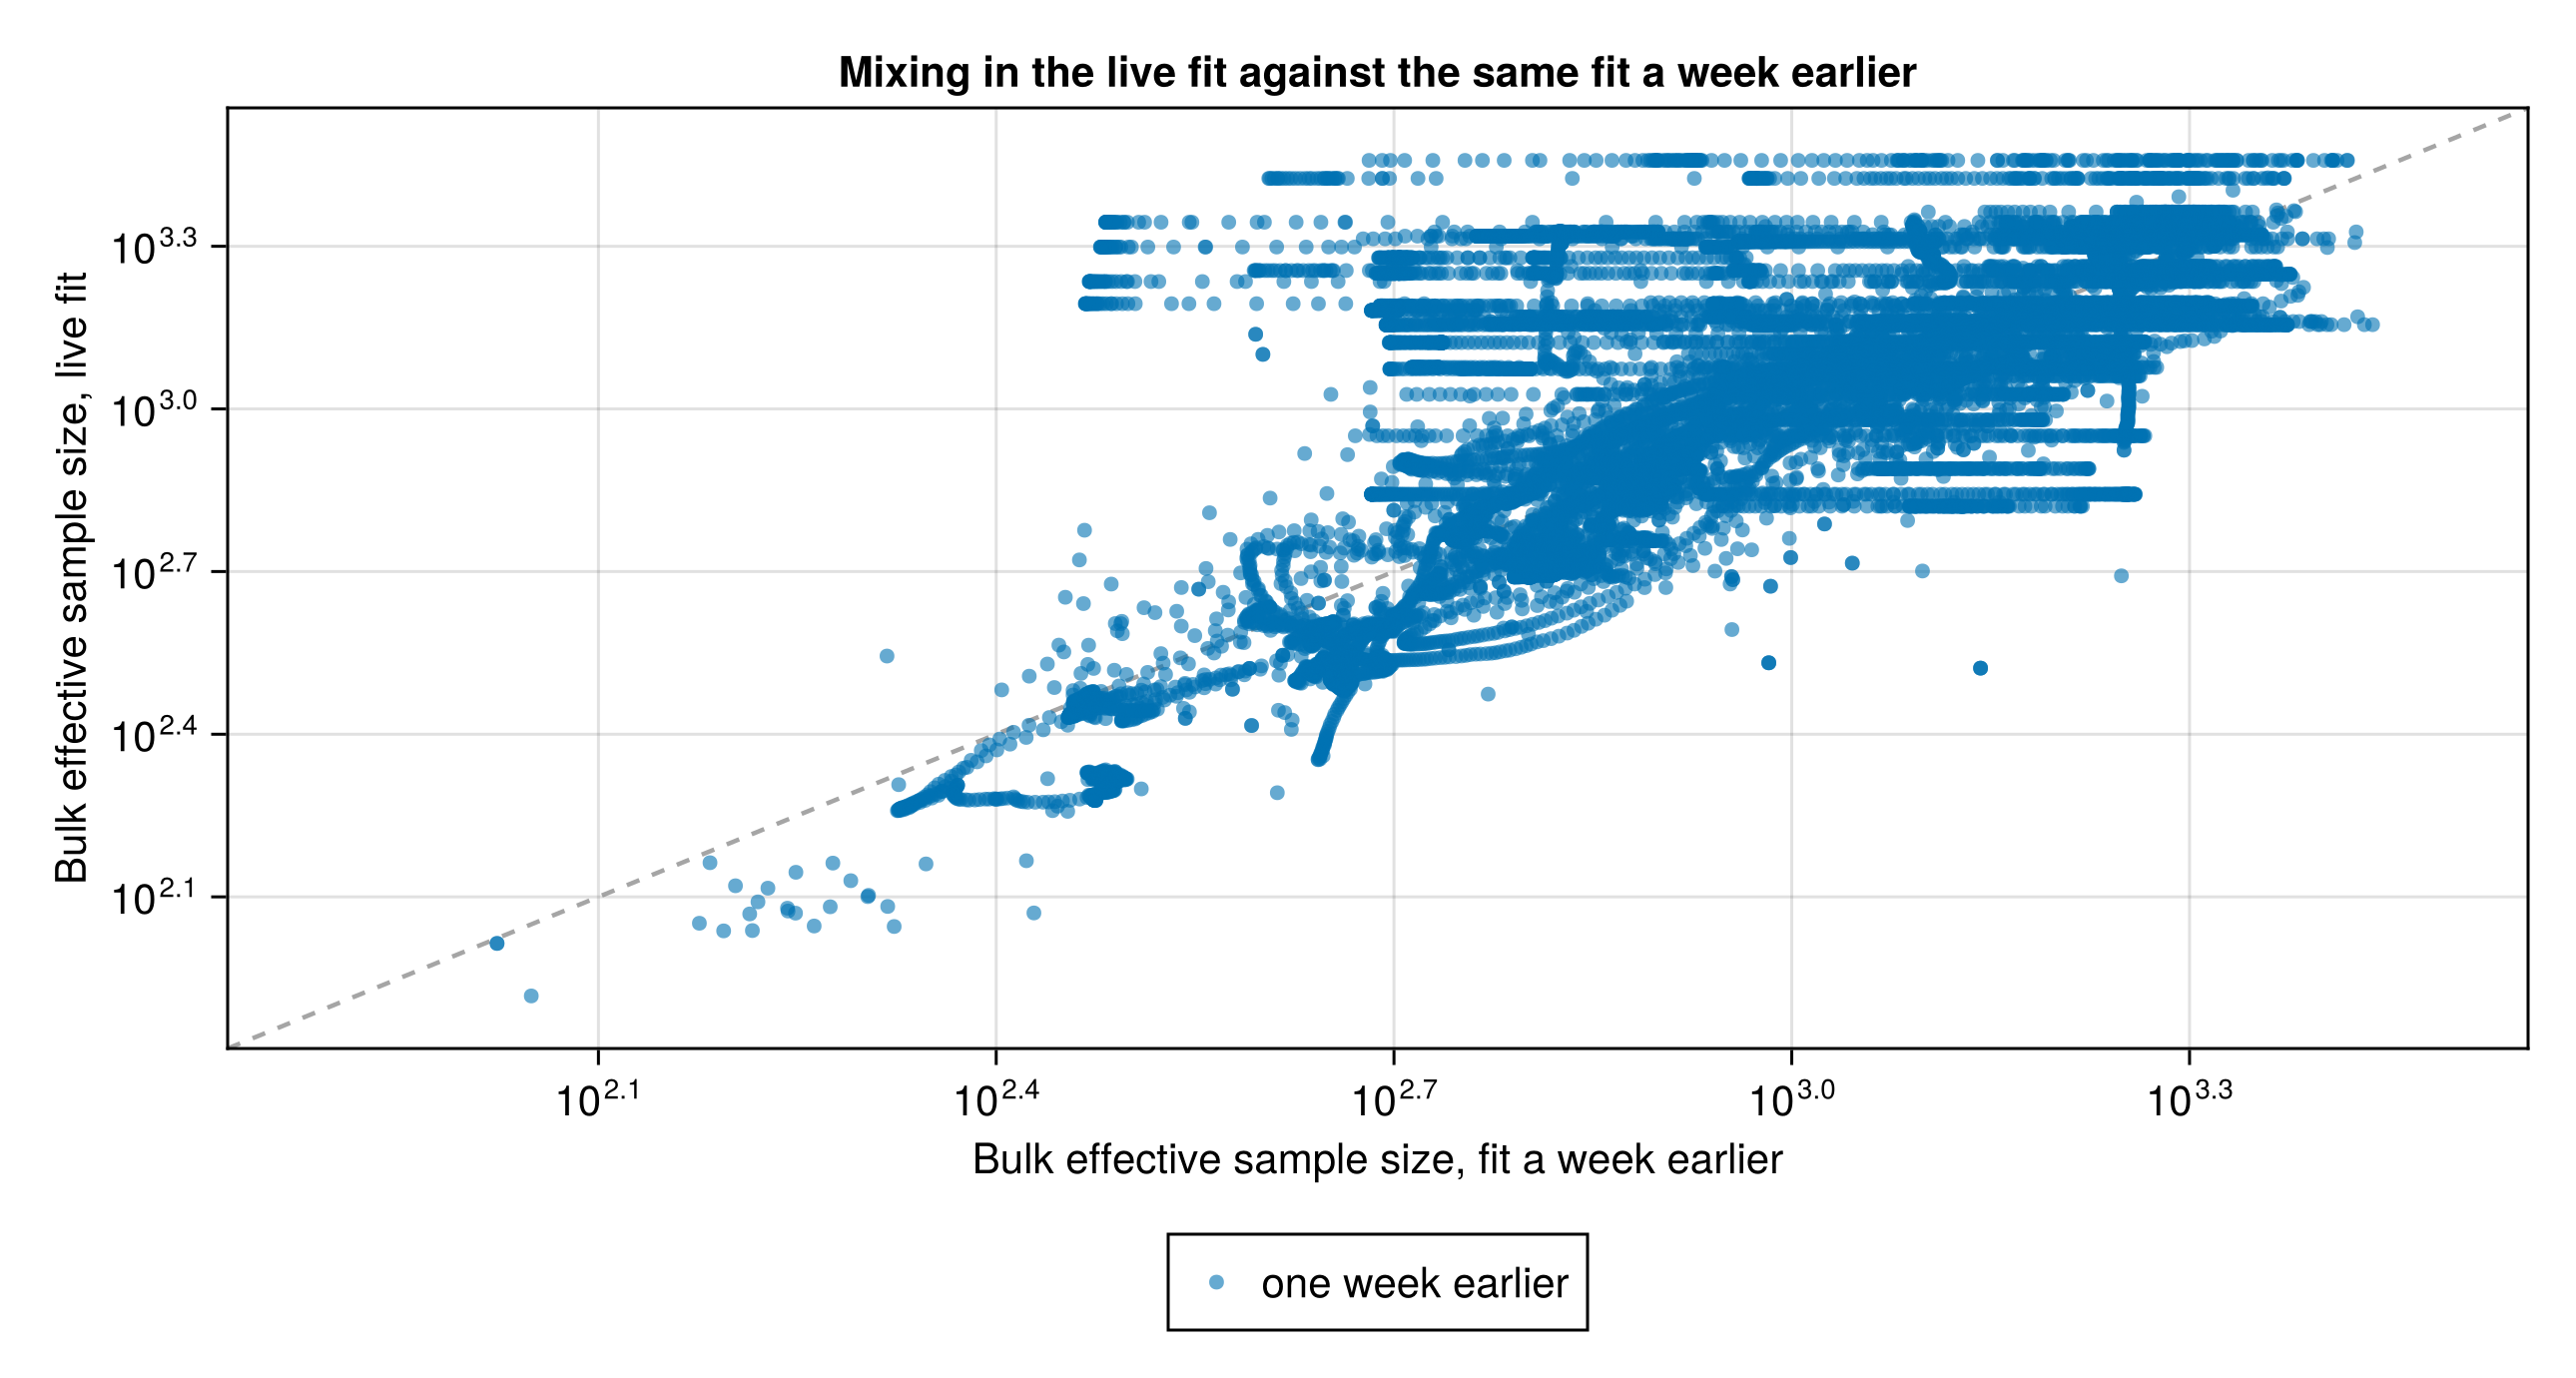 Mixing in the live fit against the same fit a week earlier
Bulk effective sample size, live fit
10^3.3
10^3.0
10^2.7
10^2.4
10^2.1
10^2.1 10^2.4 10^2.7 10^3.0 10^3.3
Bulk effective sample size, fit a week earlier
one week earlier